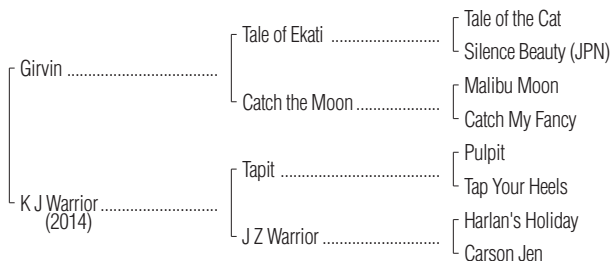 Tale of the Cat
Tale of Ekati
Silence Beauty (JPN)
Girvin
Malibu Moon
Catch the Moon
Catch My Fancy
Pulpit
Tapit
Tap Your Heels
K J Warrior
(2014)
Harlan's Holiday
J Z Warrior
Carson Jen